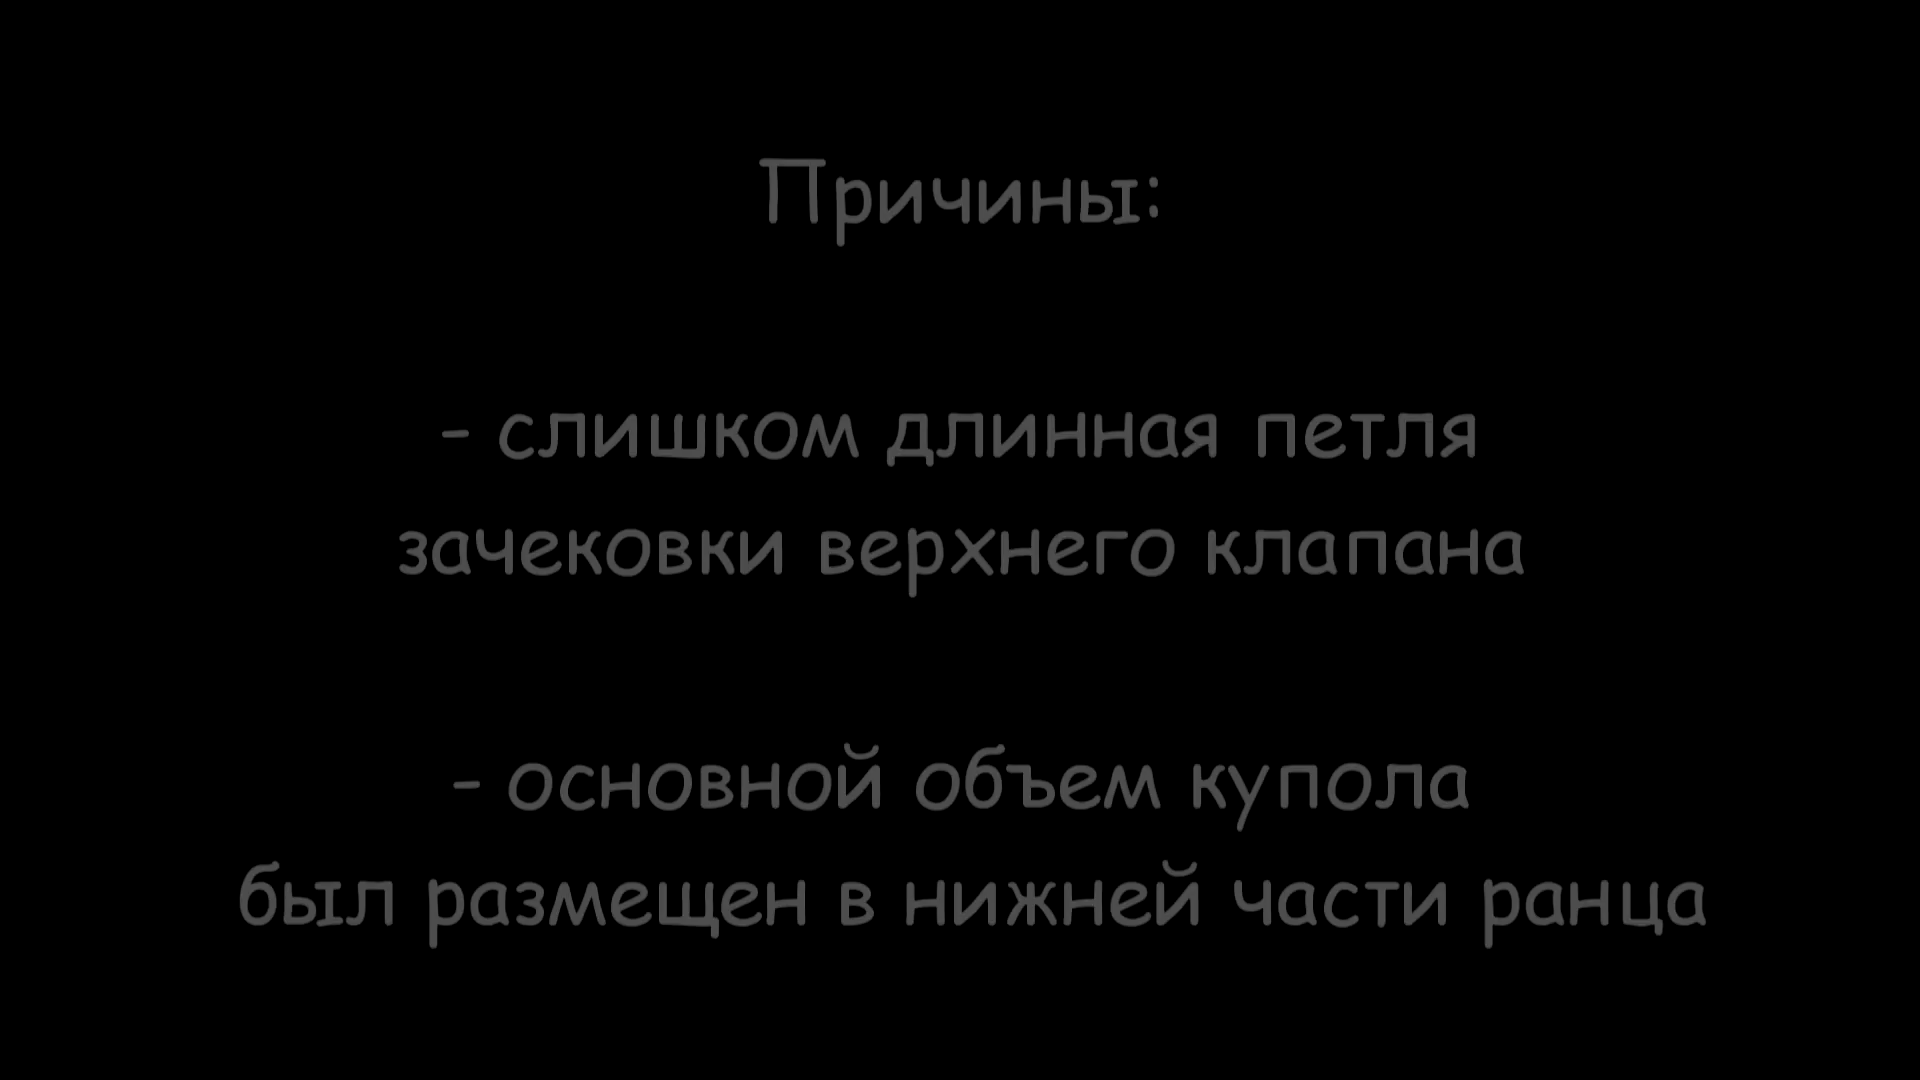 Причины:
- слишком длинная петля
зачековки верхнего клапана
- основной объем купола
был размещен в нижней части ранца